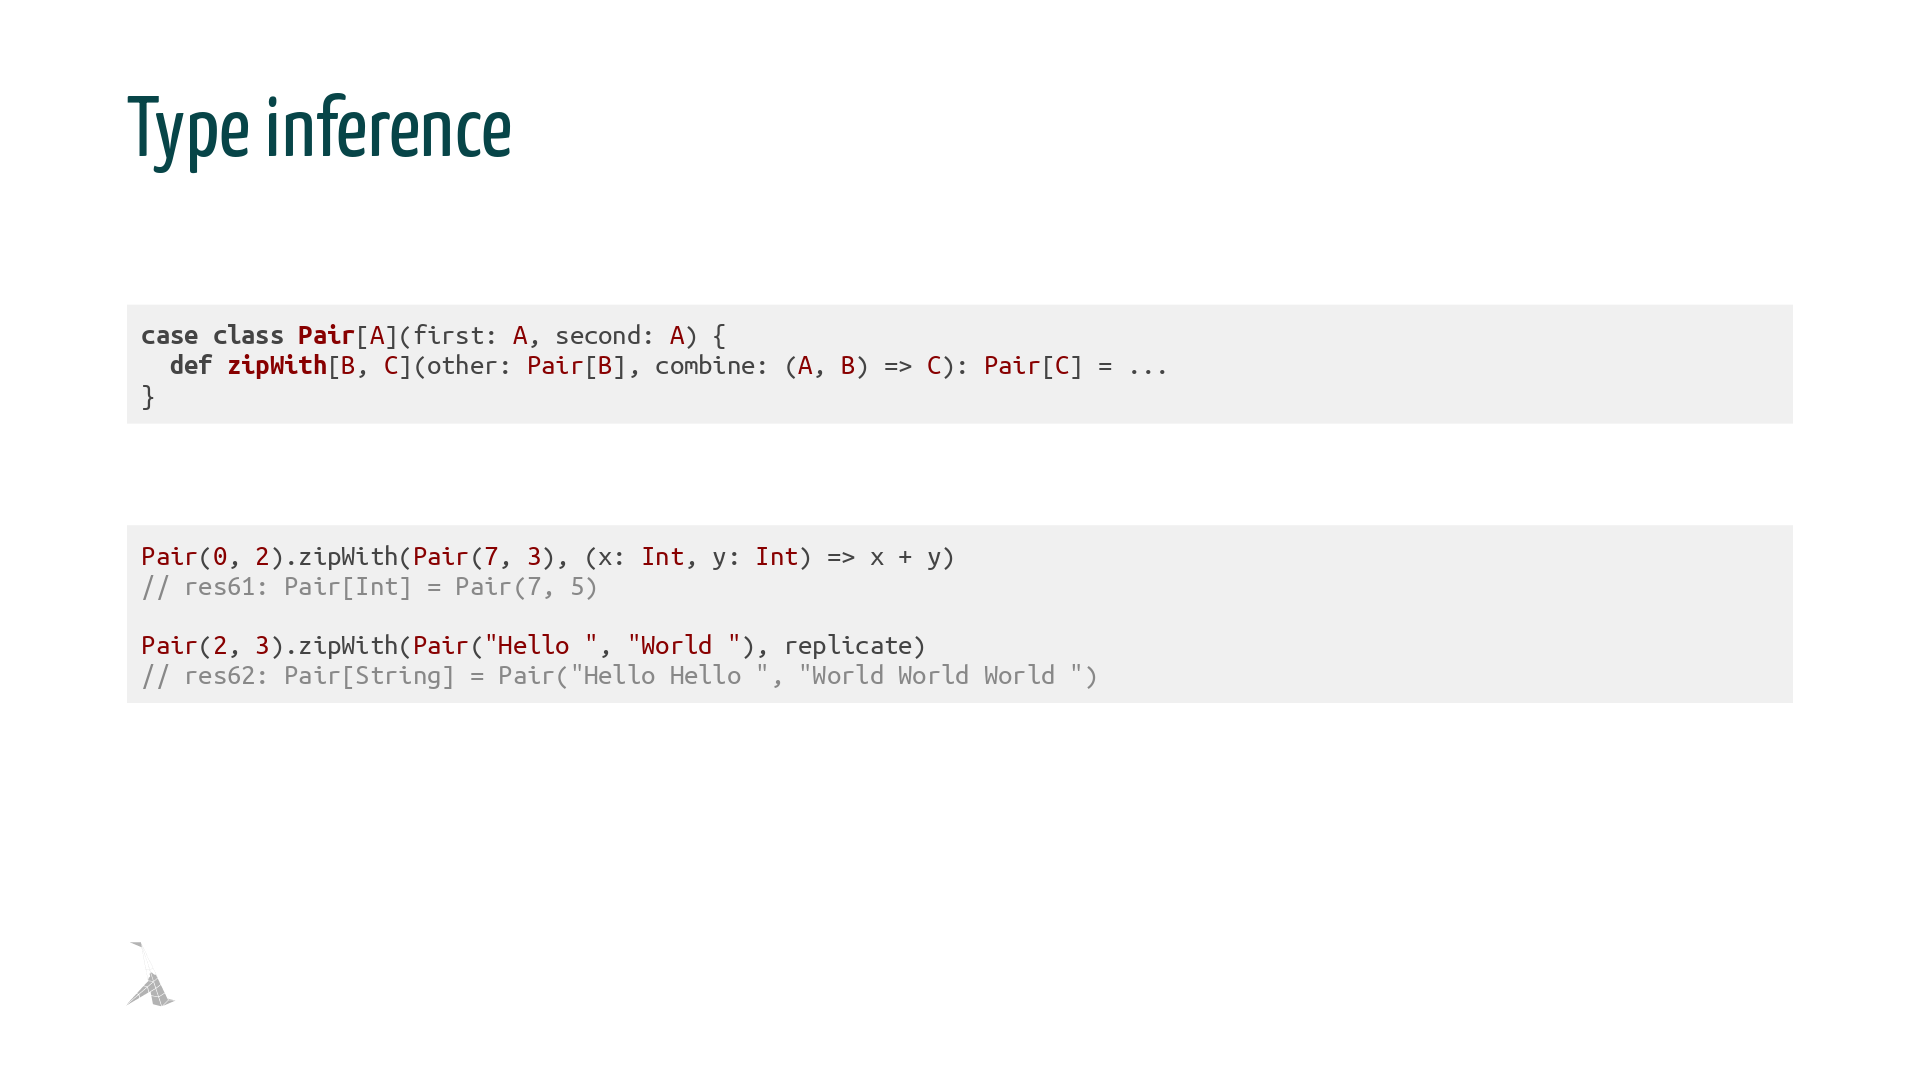 Type inference
case class Pair[A](first: A, second: A) {
  def zipWith[B, C](other: Pair[B], combine: (A, B) => C): Pair[C] = ...
}
Pair(0, 2).zipWith(Pair(7, 3), (x: Int, y: Int) => x + y)
// res61: Pair[Int] = Pair(7, 5)
Pair(2, 3).zipWith(Pair("Hello ", "World "), replicate)
// res62: Pair[String] = Pair("Hello Hello ", "World World World ")